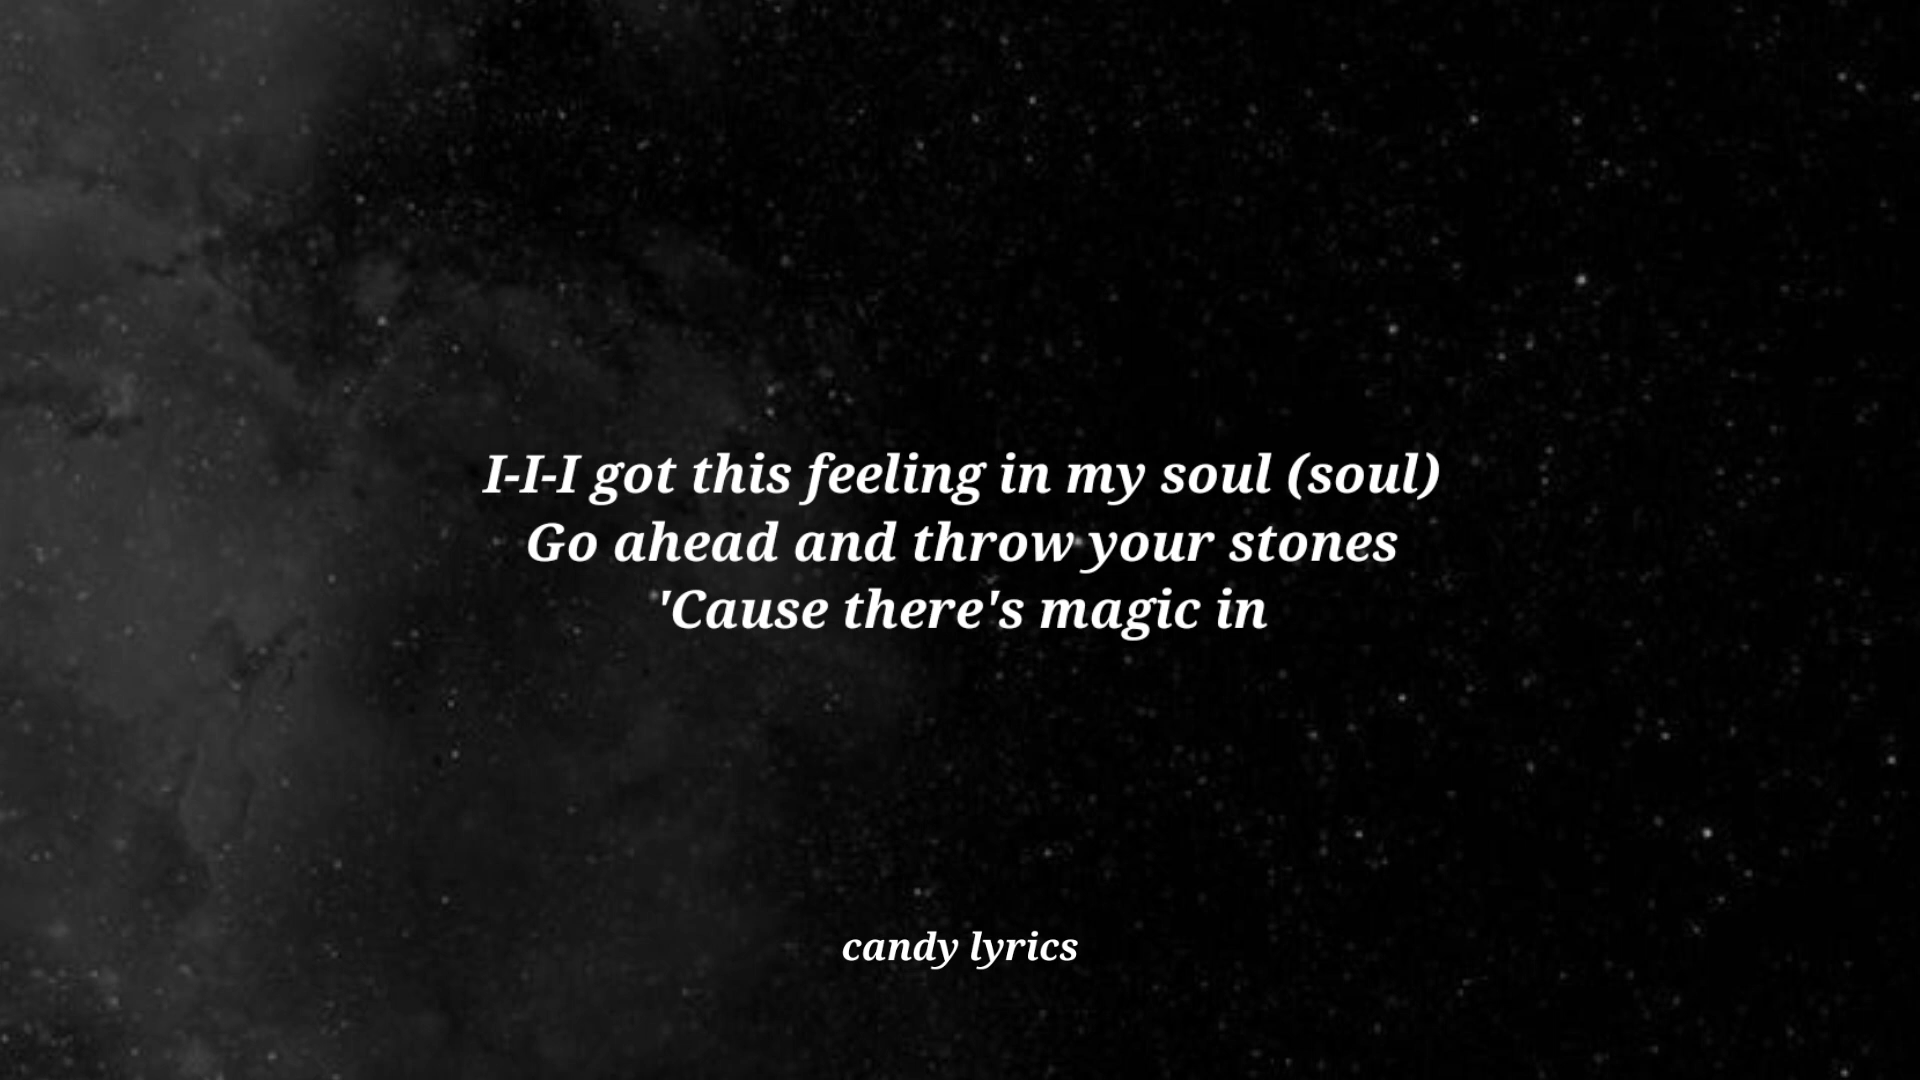 I-I-I got this feeling in my soul (soul)
Go ahead and throw your stones
'Cause there's magic in
candy lyrics